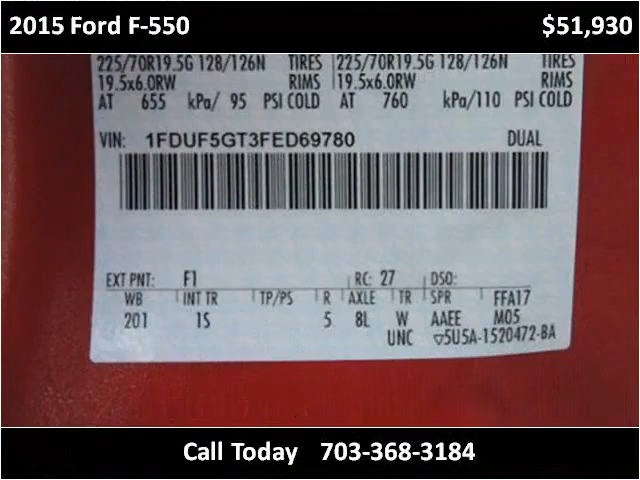 2015 Ford F-550 $51,930
225/70R19.5G 128/126N TIRES 225/70R19.5G 128/126N
19.5x6.0RW RIMS 19.5x6.0RW
AT 655 kPa/ 95 PSI COLD AT 760 kPa/110 PSI COLD
VIN: 1FDUF5GT3FED69780 DUAL
EXT PNT: F1 RC: 27 DSO:
WB INT TR TP/PS R AXLE TR SPR FFA17
201 1S 5 8L W AAEE M05
UNC ▽5U5A-1520472-BA
Call Today 703-368-3184